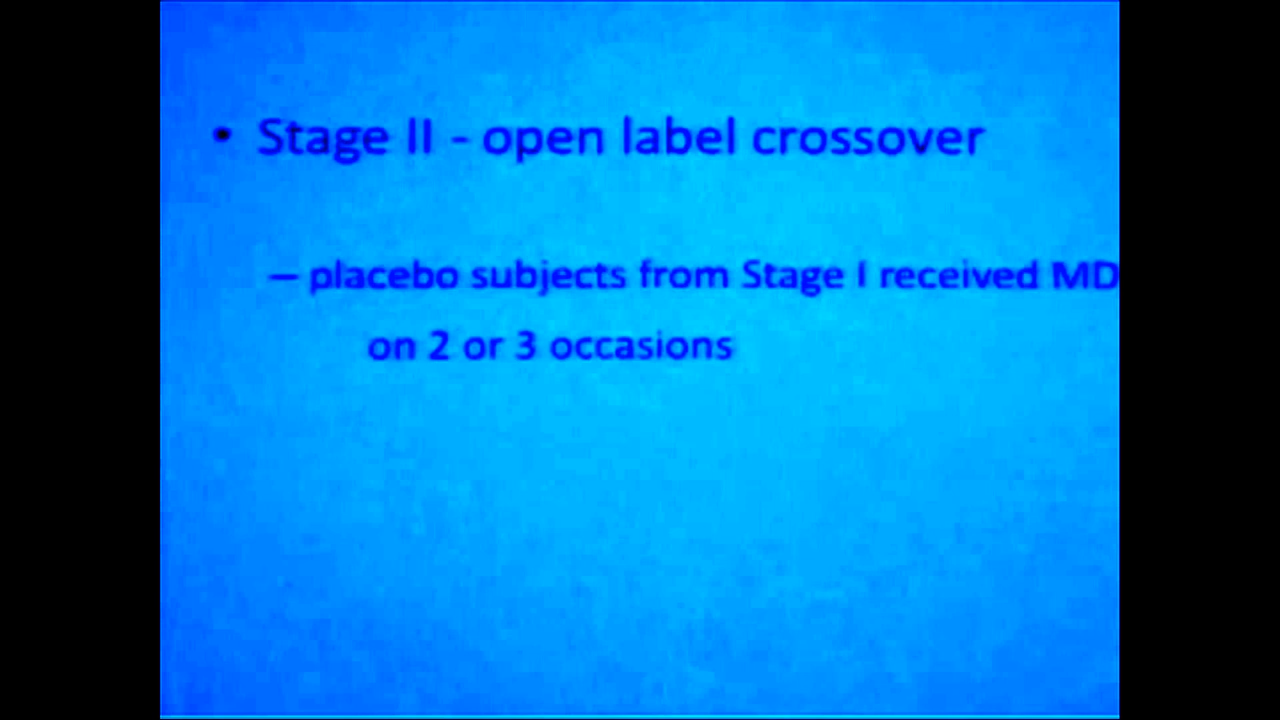 • Stage II - open label crossover
– placebo subjects from Stage I received MD
on 2 or 3 occasions